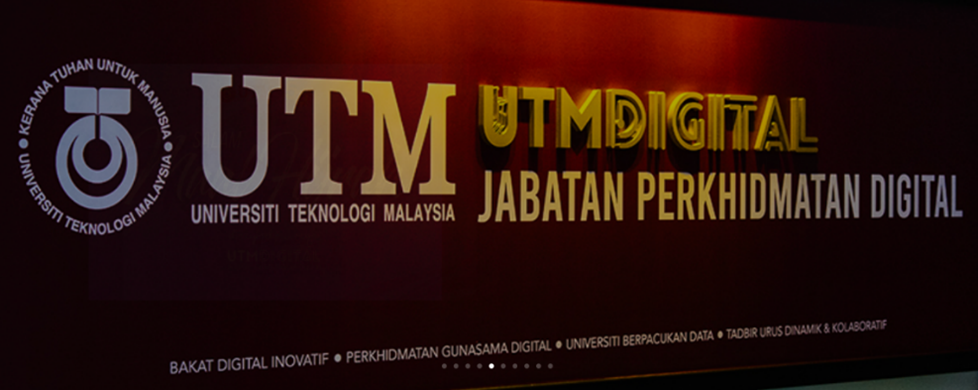 KERANA TUHAN UNTUK MANUSIA
UNIVERSITI TEKNOLOGI MALAYSIA
UTM
UNIVERSITI TEKNOLOGI MALAYSIA
UTMDIGITAL
JABATAN PERKHIDMATAN DIGITAL
BAKAT DIGITAL INOVATIF ● PERKHIDMATAN GUNASAMA DIGITAL ● UNIVERSITI BERPACUKAN DATA ● TADBIR URUS DINAMIK & KOLABORATIF